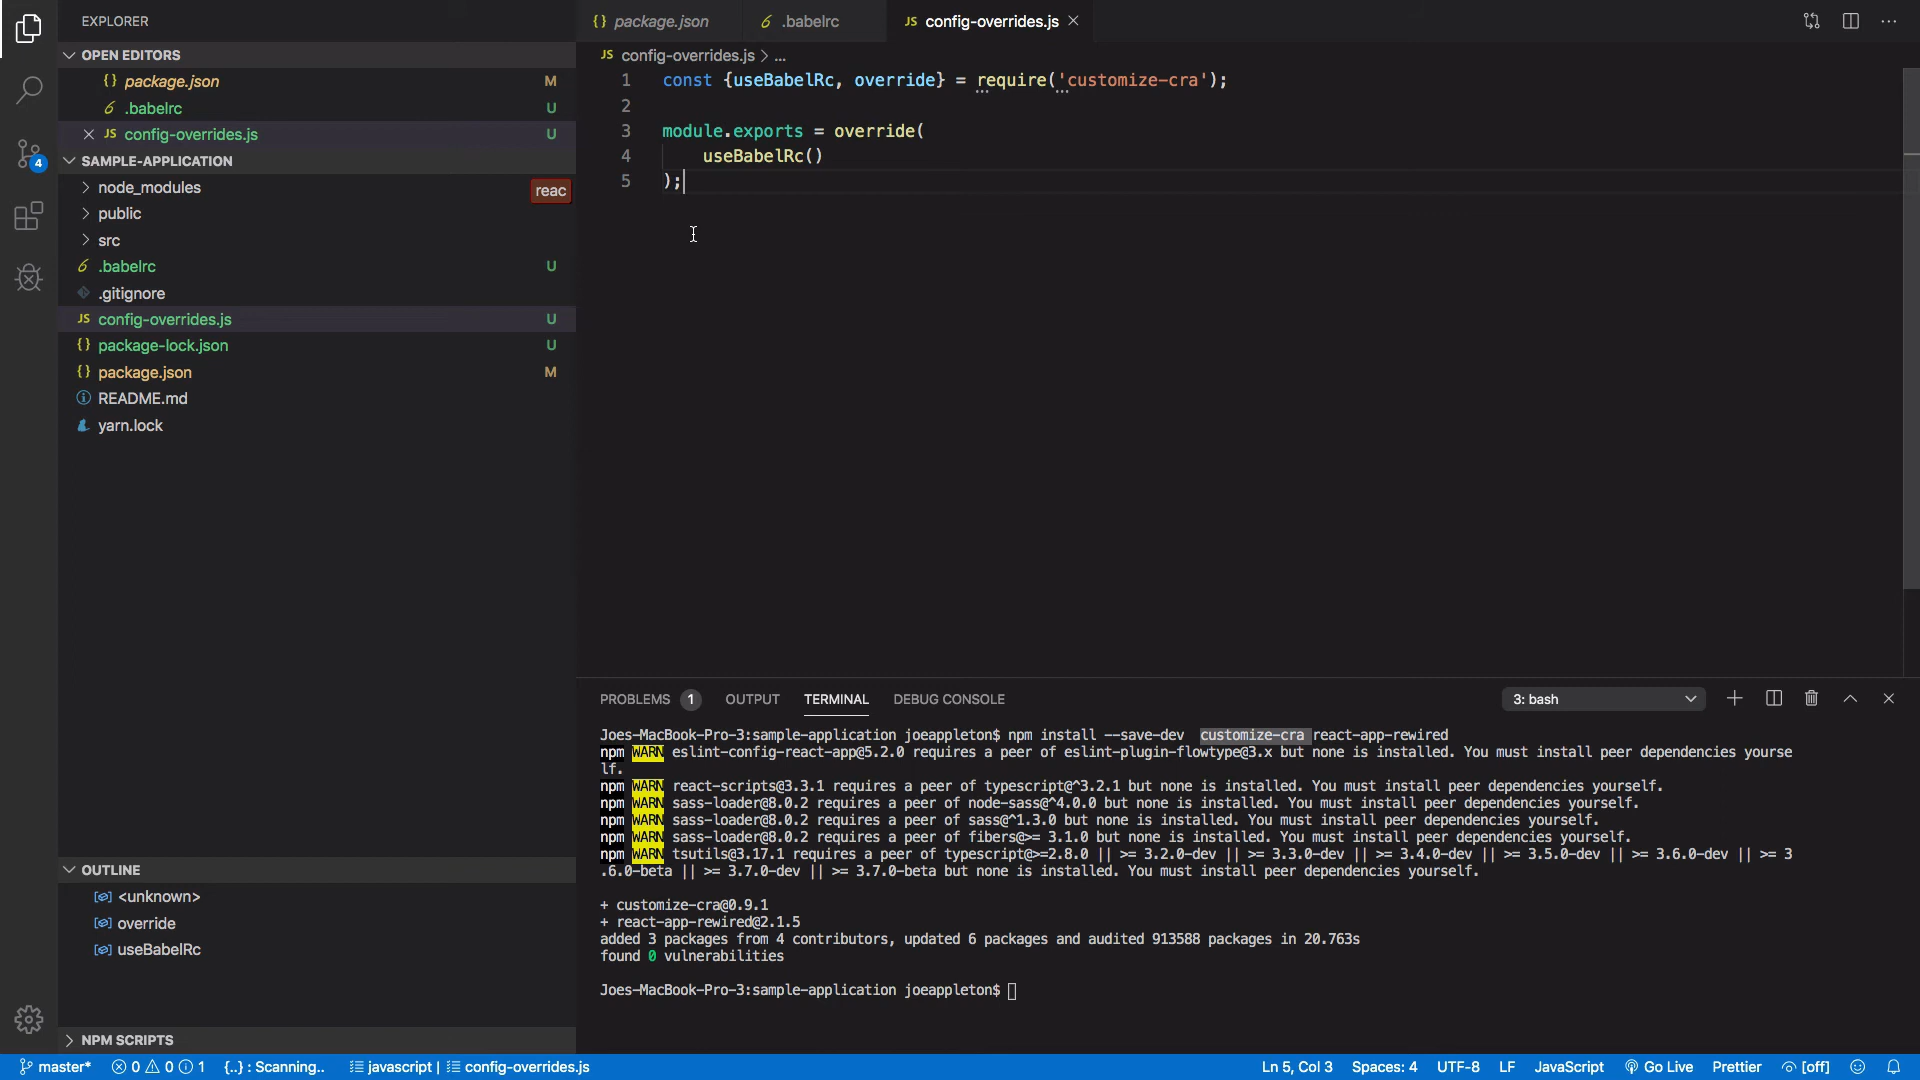 EXPLORER
OPEN EDITORS
package.json M
.babelrc U
JS config-overrides.js U
SAMPLE-APPLICATION
node_modules
reac
public
src
.babelrc U
.gitignore
JS config-overrides.js U
package-lock.json U
package.json M
README.md
yarn.lock
4
OUTLINE
<unknown>
override
useBabelRc
NPM SCRIPTS
{} package.json
.babelrc
JS config-overrides.js
JS config-overrides.js > ...
1 const {useBabelRc, override} = require('customize-cra');
2
3 module.exports = override(
4 useBabelRc()
5 );
PROBLEMS 1 OUTPUT TERMINAL DEBUG CONSOLE
3: bash
Joes-MacBook-Pro-3:sample-application joeappleton$ npm install --save-dev  customize-cra react-app-rewired
npm WARN eslint-config-react-app@5.2.0 requires a peer of eslint-plugin-flowtype@3.x but none is installed. You must install peer dependencies yourse
lf.
npm WARN react-scripts@3.3.1 requires a peer of typescript@^3.2.1 but none is installed. You must install peer dependencies yourself.
npm WARN sass-loader@8.0.2 requires a peer of node-sass@^4.0.0 but none is installed. You must install peer dependencies yourself.
npm WARN sass-loader@8.0.2 requires a peer of sass@^1.3.0 but none is installed. You must install peer dependencies yourself.
npm WARN sass-loader@8.0.2 requires a peer of fibers@>= 3.1.0 but none is installed. You must install peer dependencies yourself.
npm WARN tsutils@3.17.1 requires a peer of typescript@>=2.8.0 || >= 3.2.0-dev || >= 3.3.0-dev || >= 3.4.0-dev || >= 3.5.0-dev || >= 3.6.0-dev || >= 3
.6.0-beta || >= 3.7.0-dev || >= 3.7.0-beta but none is installed. You must install peer dependencies yourself.
+ customize-cra@0.9.1
+ react-app-rewired@2.1.5
added 3 packages from 4 contributors, updated 6 packages and audited 913588 packages in 20.763s
found 0 vulnerabilities
Joes-MacBook-Pro-3:sample-application joeappleton$
master* 0 0 1 {..} : Scanning.. javascript | config-overrides.js Ln 5, Col 3 Spaces: 4 UTF-8 LF JavaScript Go Live Prettier [off]